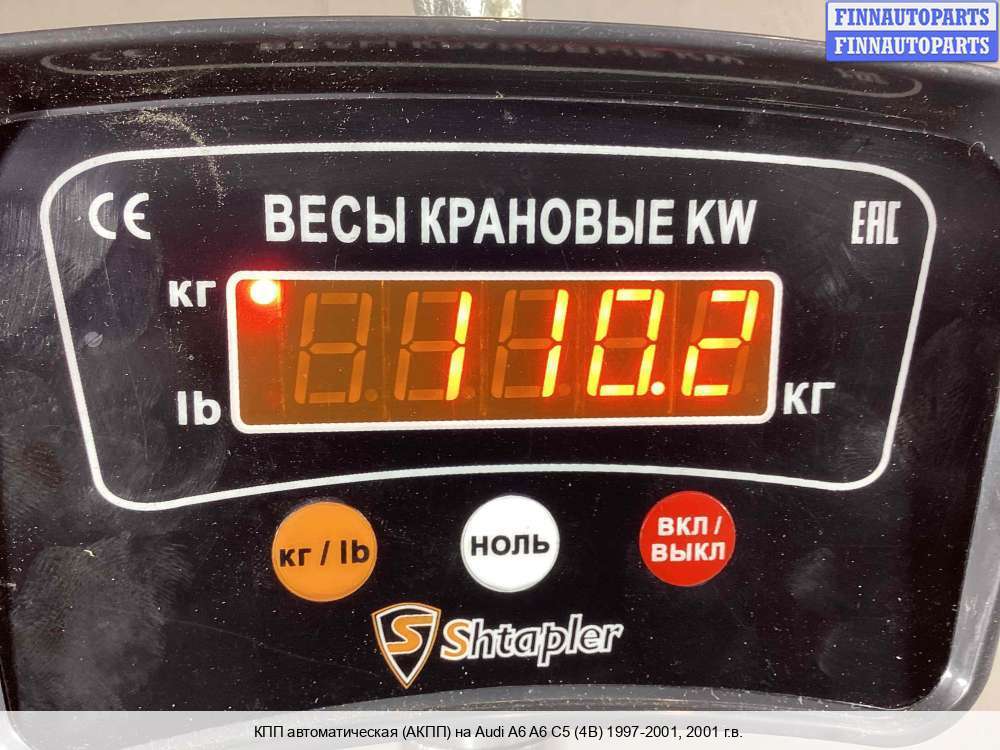 FINNAUTOPARTS
FINNAUTOPARTS
CE ВЕСЫ КРАНОВЫЕ KW EAC
кг
110.2
lb
КГ
кг / lb
НОЛЬ
ВКЛ /
ВЫКЛ
S Shtapler
КПП автоматическая (АКПП) на Audi A6 A6 C5 (4B) 1997-2001, 2001 г.в.